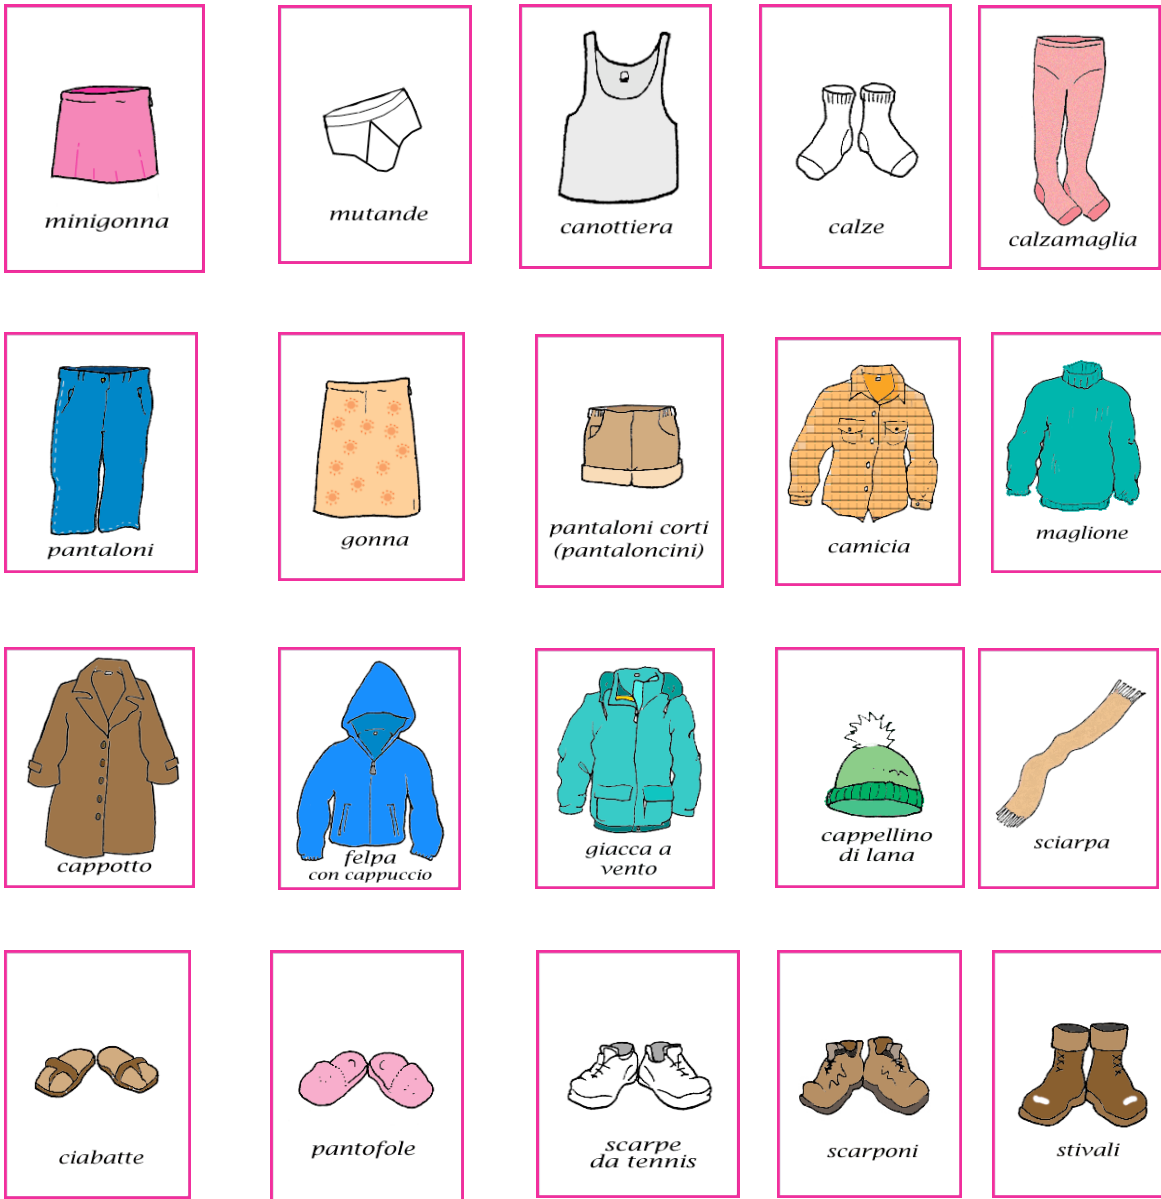 minigonna
mutande
canottiera
calze
calzamaglia
pantaloni
gonna
pantaloni corti
(pantaloncini)
camicia
maglione
cappotto
felpa
con cappuccio
giacca a
vento
cappellino
di lana
sciarpa
ciabatte
pantofole
scarpe
da tennis
scarponi
stivali